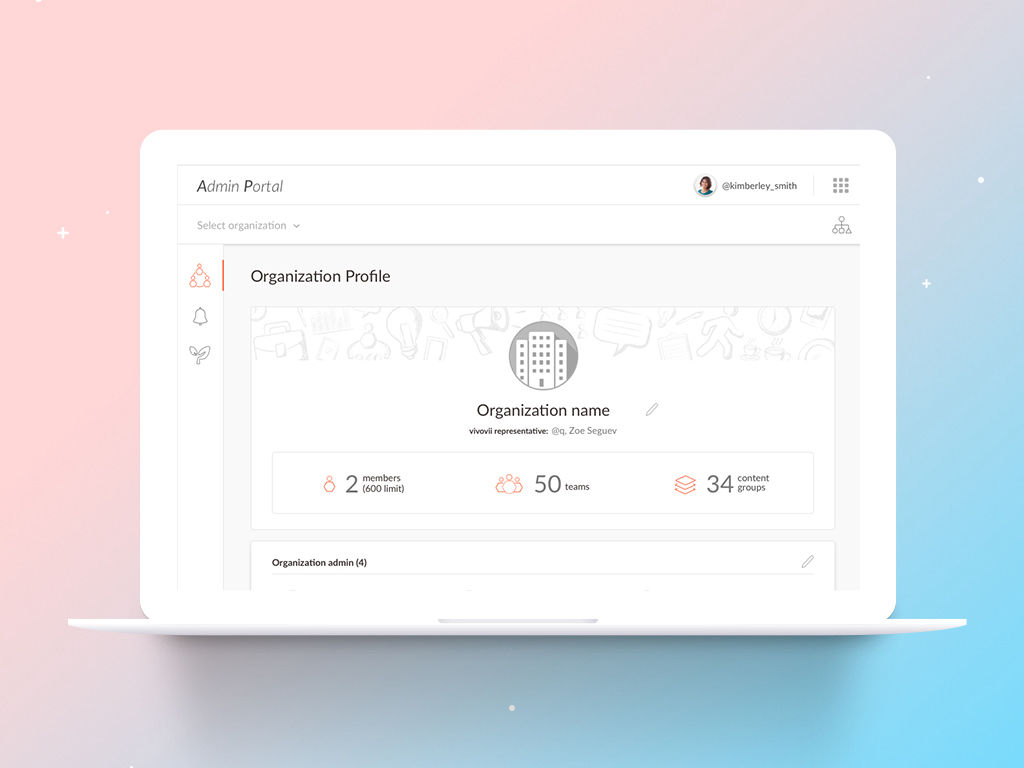 Admin Portal
@kimberley_smith
Select organization
Organization Profile
Organization name
vivovii representative: @q, Zoe Seguev
2 members
(600 limit)
50 teams
34 content
groups
Organization admin (4)